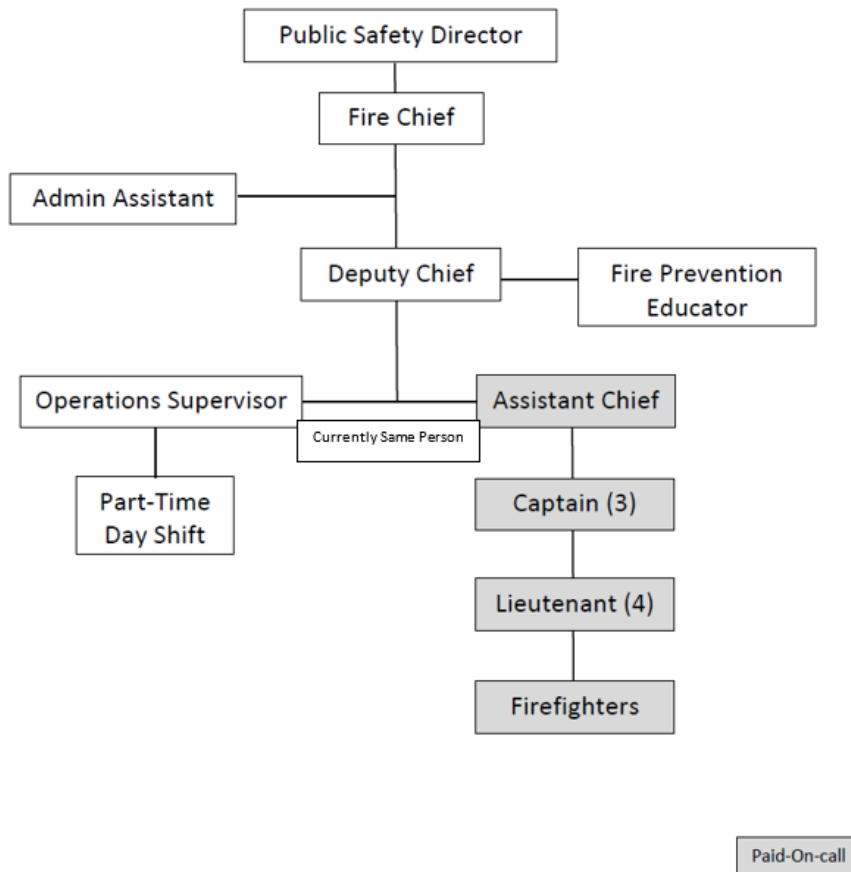 Public Safety Director
Fire Chief
Admin Assistant
Deputy Chief
Fire Prevention
Educator
Operations Supervisor
Assistant Chief
Currently Same Person
Part-Time
Day Shift
Captain (3)
Lieutenant (4)
Firefighters
Paid-On-call